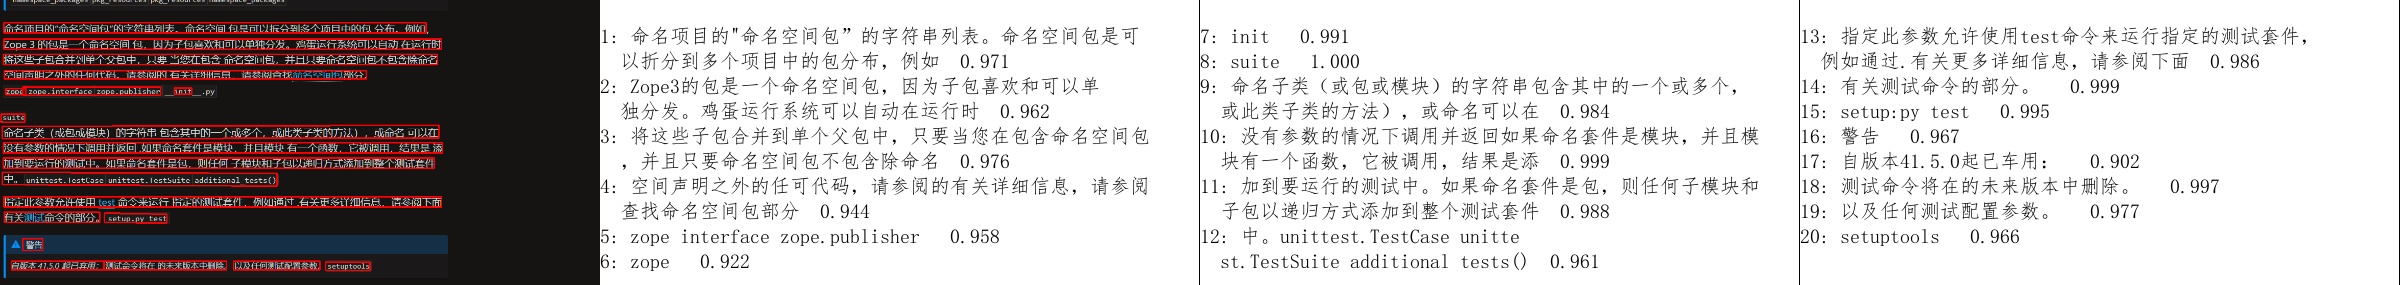 namespace_packages pkg_resources namespace_packages
命名项目的"命名空间包"的字符串列表。命名空间 包是可以拆分到多个项目中的包 分布。例如,
Zope 3 的包是一个命名空间 包，因为子包喜欢和可以单独分发。鸡蛋运行系统可以自动 在运行时
将这些子包合并到单个父包中，只要 当您在包含 命名空间包，并且只要命名空间包不包含除命名
空间声明之外的任何代码。请参阅的 有关详细信息，请参阅查找命名空间包部分。
zope zope.interface zope.publisher __init__.py
suite
命名子类（或包或模块）的字符串 包含其中的一个或多个，或此类子类的方法），或命名 可以在
没有参数的情况下调用并返回.如果命名套件是模块，并且模块 有一个函数，它被调用，结果是 添
加到要运行的测试中。如果命名套件是包，则任何 子模块和子包以递归方式添加到整个测试套件
中。 unittest.TestCase unittest.TestSuite additional_tests()
指定此参数允许使用 test 命令来运行 指定的测试套件，例如通过 .有关更多详细信息，请参阅下面
有关测试命令的部分。 setup.py test
警告
自版本 41.5.0 起已弃用： 测试命令将在 的未来版本中删除。 以及任何测试配置参数。 setuptools
1: 命名项目的"命名空间包”的字符串列表。命名空间包是可
以折分到多个项目中的包分布，例如 0.971
2: Zope3的包是一个命名空间包，因为子包喜欢和可以单
独分发。鸡蛋运行系统可以自动在运行时 0.962
3: 将这些子包合并到单个父包中，只要当您在包含命名空间包
，并且只要命名空间包不包含除命名 0.976
4: 空间声明之外的任可代码，请参阅的有关详细信息，请参阅
查找命名空间包部分 0.944
5: zope interface zope.publisher 0.958
6: zope 0.922
7: init 0.991
8: suite 1.000
9: 命名子类（或包或模块）的字符串包含其中的一个或多个，
或此类子类的方法），或命名可以在 0.984
10: 没有参数的情况下调用并返回如果命名套件是模块，并且模
块有一个函数，它被调用，结果是添 0.999
11: 加到要运行的测试中。如果命名套件是包，则任何子模块和
子包以递归方式添加到整个测试套件 0.988
12: 中。unittest.TestCase unitte
st.TestSuite additional tests() 0.961
13: 指定此参数允许使用test命令来运行指定的测试套件，
例如通过.有关更多详细信息，请参阅下面 0.986
14: 有关测试命令的部分。 0.999
15: setup:py test 0.995
16: 警告 0.967
17: 自版本41.5.0起已车用： 0.902
18: 测试命令将在的未来版本中删除。 0.997
19: 以及任何测试配置参数。 0.977
20: setuptools 0.966